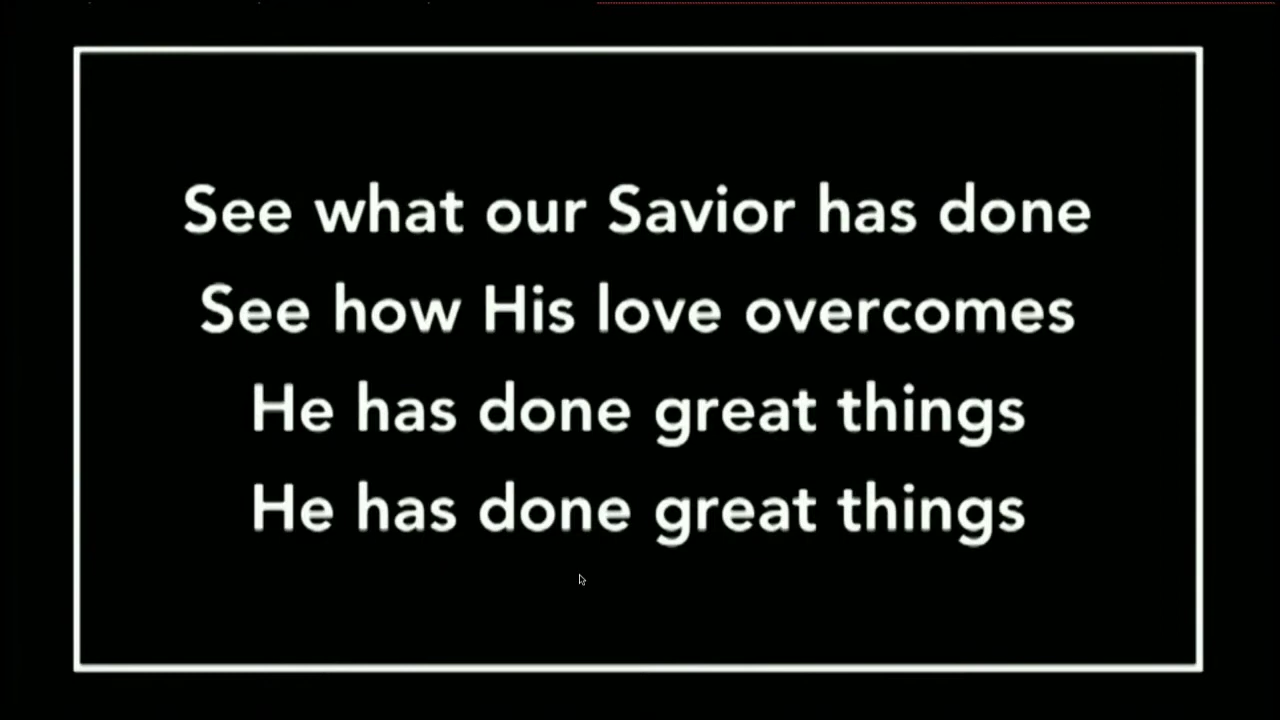 See what our Savior has done
See how His love overcomes
He has done great things
He has done great things